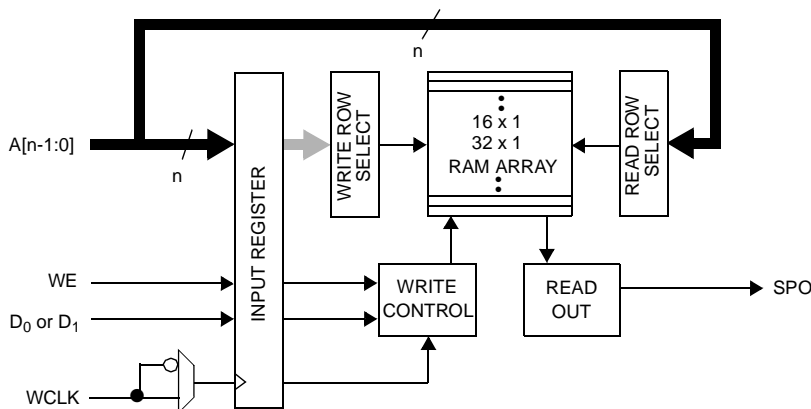 n
A[n-1:0]
n
INPUT REGISTER
WRITE ROW
SELECT
16 x 1
32 x 1
RAM ARRAY
READ ROW
SELECT
WE
D0 or D1
WCLK
WRITE
CONTROL
READ
OUT
SPO